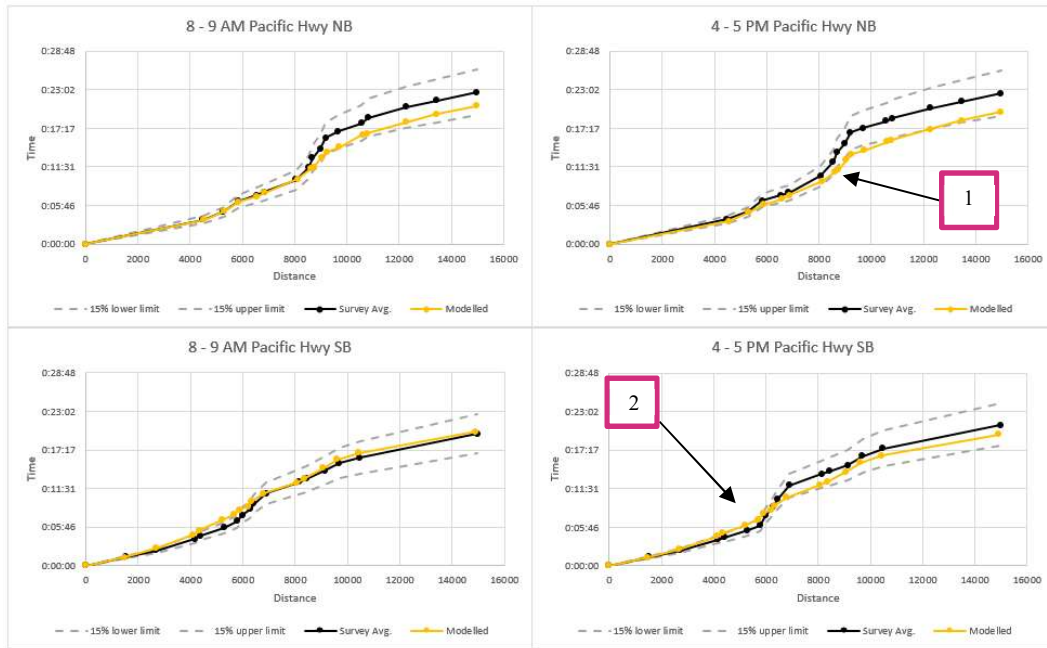 8 - 9 AM Pacific Hwy NB
0:28:48
0:23:02
0:17:17
0:11:31
0:05:46
0:00:00
Time
0 2000 4000 6000 8000 10000 12000 14000 16000
Distance
- 15% lower limit - 15% upper limit Survey Avg. Modelled
4 - 5 PM Pacific Hwy NB
0:28:48
0:23:02
0:17:17
0:11:31
0:05:46
0:00:00
Time
1
0 2000 4000 6000 8000 10000 12000 14000 16000
Distance
- 15% lower limit - 15% upper limit Survey Avg. Modelled
8 - 9 AM Pacific Hwy SB
0:28:48
0:23:02
0:17:17
0:11:31
0:05:46
0:00:00
Time
0 2000 4000 6000 8000 10000 12000 14000 16000
Distance
- 15% lower limit 15% upper limit Survey Avg. Modelled
4 - 5 PM Pacific Hwy SB
0:28:48
0:23:02
0:17:17
0:11:31
0:05:46
0:00:00
Time
2
0 2000 4000 6000 8000 10000 12000 14000 16000
Distance
- 15% lower limit 15% upper limit Survey Avg. Modelled